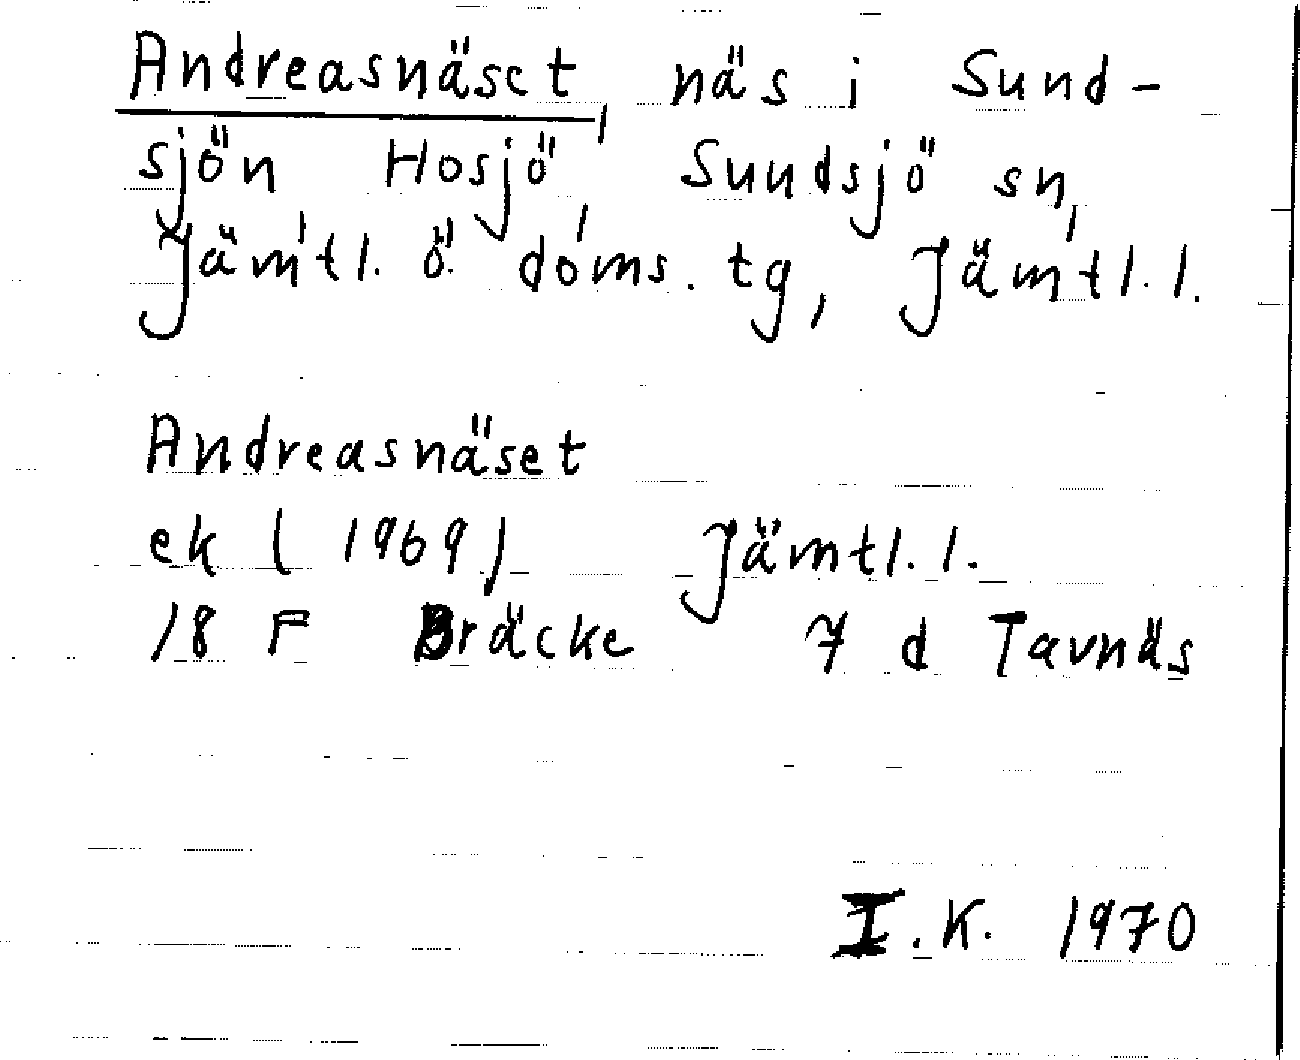 Andreasnäset, näs i Sund-
sjön Hosjö, Sundsjö sn,
Jämtl. ö. doms. tg, Jämtl. l.
Andreasnäset
ek (1969) Jämtl. l.
18 F Bräcke 7 d Tavnäs
I. K. 1970